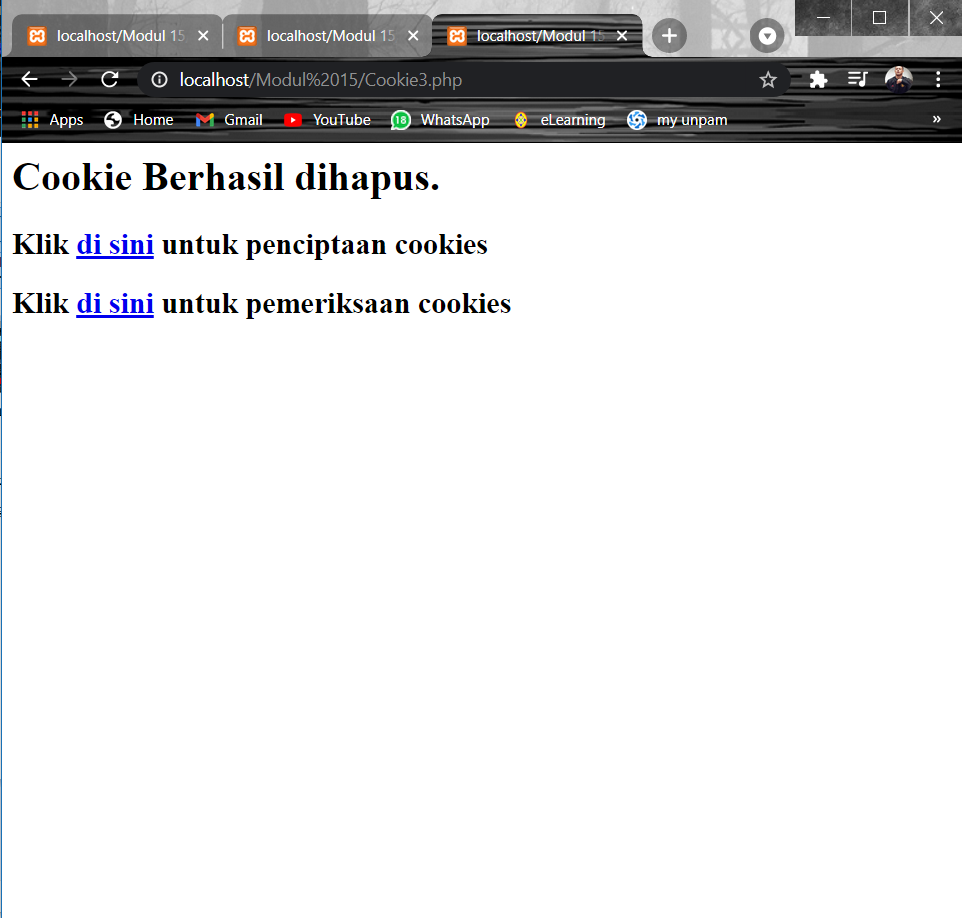 localhost/Modul 15
localhost/Modul 15
localhost/Modul 15
localhost/Modul%2015/Cookie3.php
Apps Home Gmail YouTube 18 WhatsApp eLearning my unpam »
Cookie Berhasil dihapus.
Klik di sini untuk penciptaan cookies
Klik di sini untuk pemeriksaan cookies